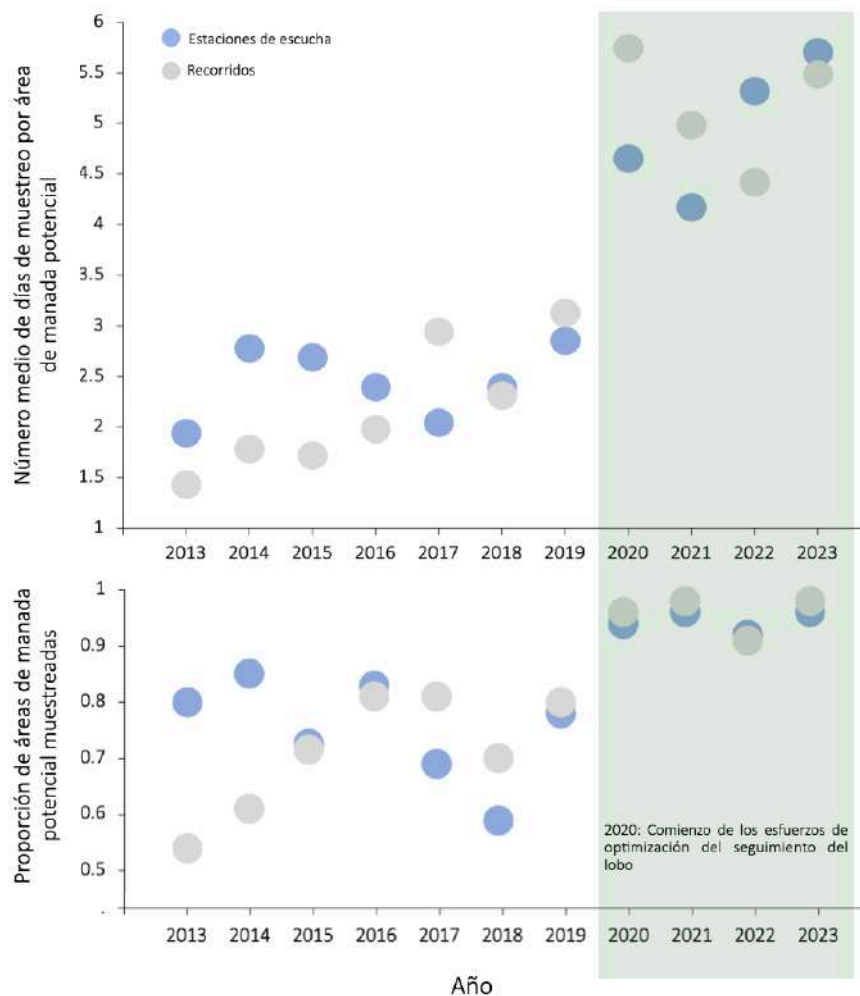 Número medio de días de muestreo por área
de manada potencial
6
5.5
5
4.5
4
3.5
3
2.5
2
1.5
1
Estaciones de escucha
Recorridos
2013 2014 2015 2016 2017 2018 2019 2020 2021 2022 2023
Proporción de áreas de manada
potencial muestreadas
1
0.9
0.8
0.7
0.6
0.5
.
2020: Comienzo de los esfuerzos de
optimización del seguimiento del
lobo
2013 2014 2015 2016 2017 2018 2019 2020 2021 2022 2023
Año